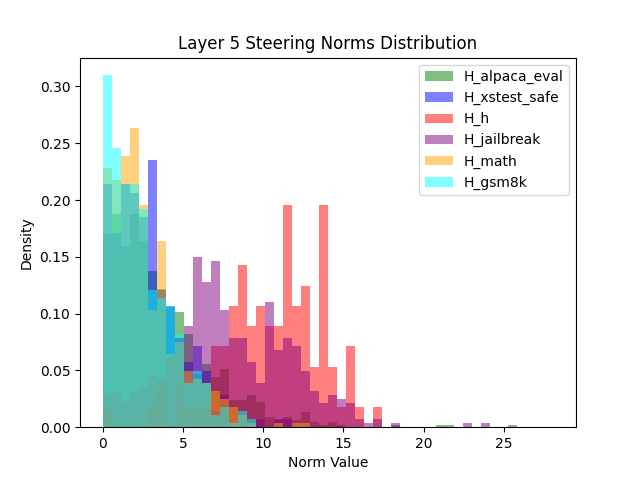 Layer 5 Steering Norms Distribution
H_alpaca_eval
H_xstest_safe
H_h
H_jailbreak
H_math
H_gsm8k
0.30
0.25
0.20
0.15
0.10
0.05
0.00
Density
0 5 10 15 20 25
Norm Value